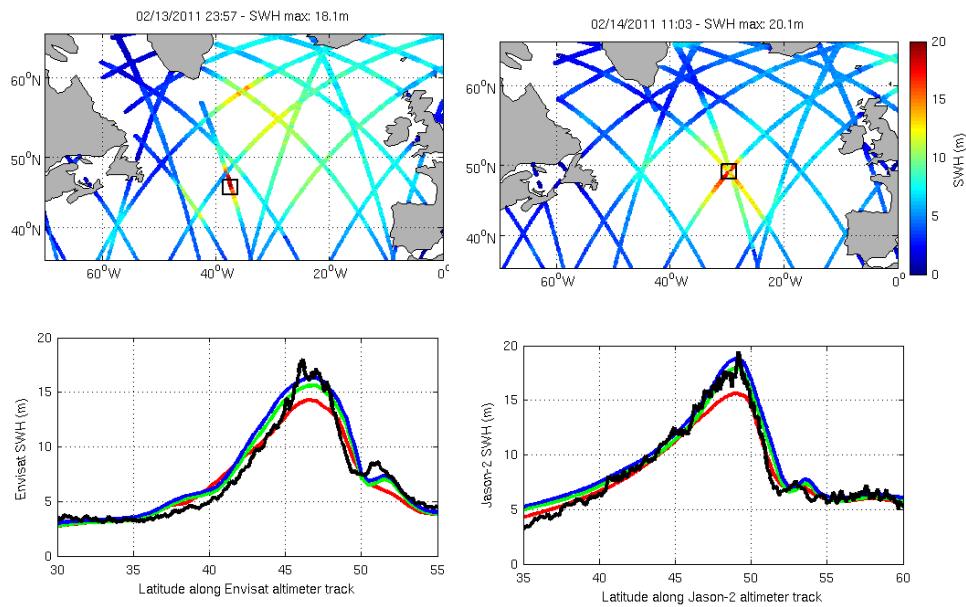 02/13/2011 23:57 - SWH max: 18.1m
60°N
50°N
40°N
60°W
40°W
20°W
0°
02/14/2011 11:03 - SWH max: 20.1m
60°N
50°N
40°N
60°W
40°W
20°W
0°
20
15
10
5
0
SWH (m)
20
15
10
5
0
30
35
40
45
50
55
Envisat SWH (m)
Latitude along Envisat altimeter track
20
15
10
5
0
35
40
45
50
55
60
Jason-2 SWH (m)
Latitude along Jason-2 altimeter track